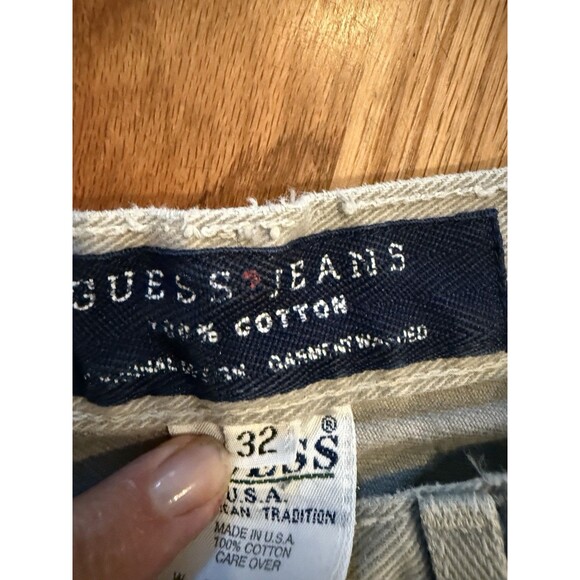 GUESS ? JEANS
100% COTTON
GARMENT WASHED
32
®
U.S.A.
TRADITION
MADE IN U.S.A.
100% COTTON
CARE OVER